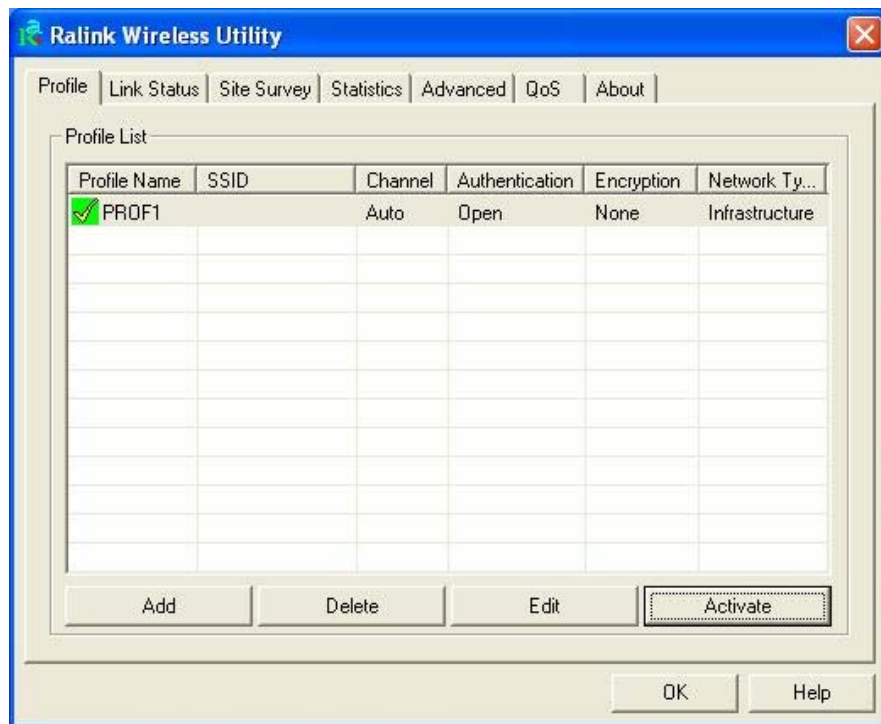 Ralink Wireless Utility
Profile Link Status Site Survey Statistics Advanced QoS About
Profile List
Profile Name SSID Channel Authentication Encryption Network Ty...
PROF1 Auto Open None Infrastructure
Add Delete Edit Activate
OK Help